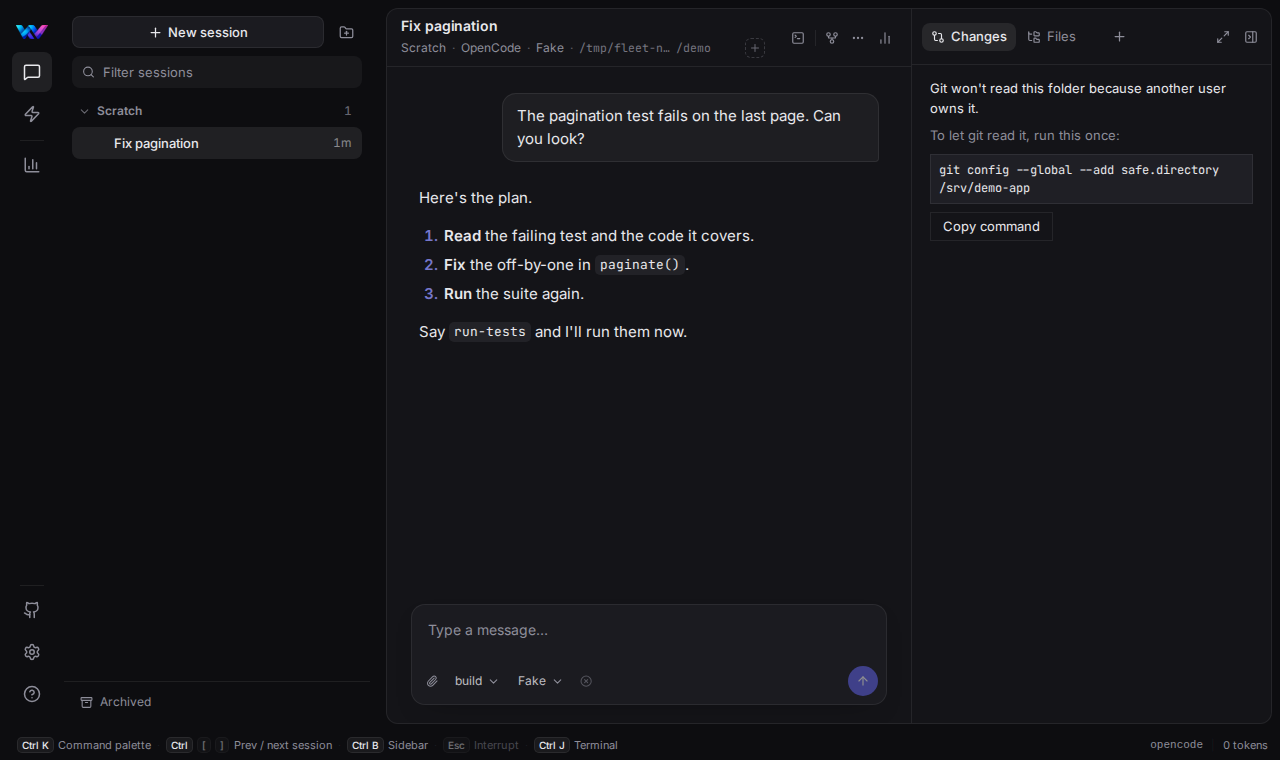 New session
Filter sessions
Scratch 1
Fix pagination 1m
Archived
Fix pagination
Scratch · OpenCode · Fake · /tmp/fleet-n… /demo
The pagination test fails on the last page. Can
you look?
Here's the plan.
1. Read the failing test and the code it covers.
2. Fix the off-by-one in paginate().
3. Run the suite again.
Say run-tests and I'll run them now.
Type a message...
build Fake
Changes Files
Git won't read this folder because another user
owns it.
To let git read it, run this once:
git config --global --add safe.directory
/srv/demo-app
Copy command
Ctrl K Command palette Ctrl [ ] Prev / next session Ctrl B Sidebar Esc Interrupt Ctrl J Terminal opencode 0 tokens